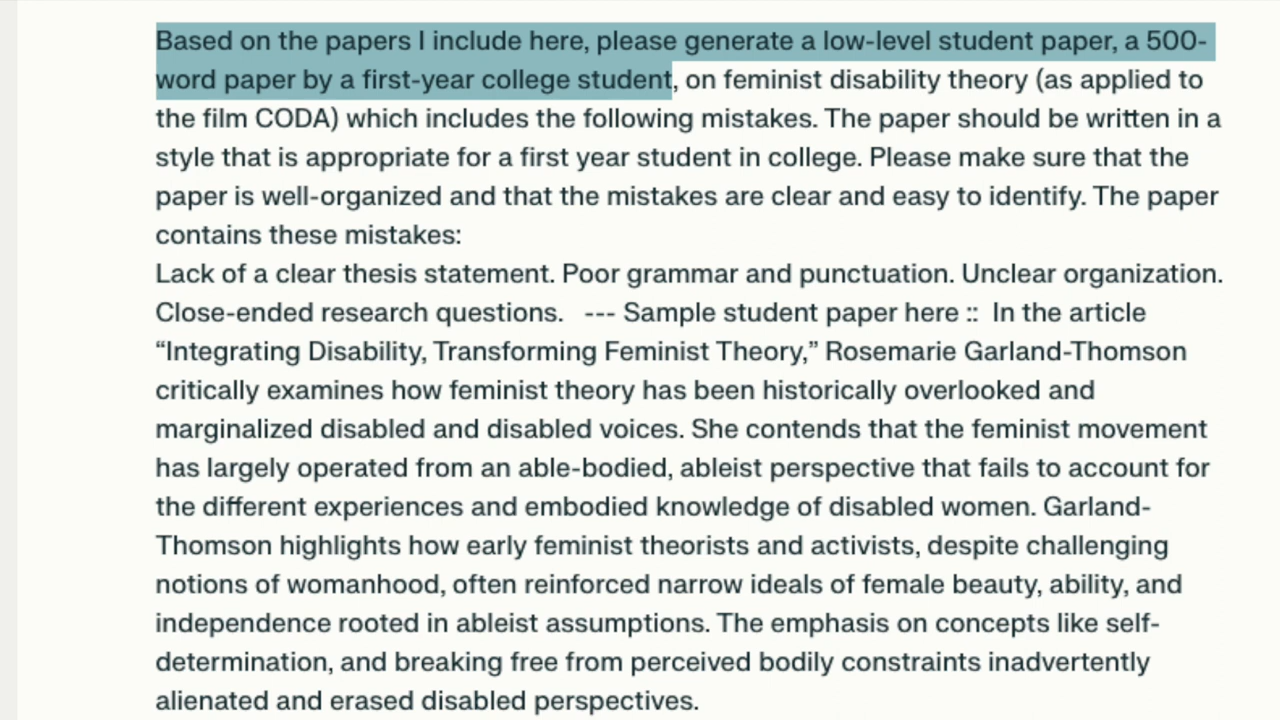 Based on the papers I include here, please generate a low-level student paper, a 500-
word paper by a first-year college student, on feminist disability theory (as applied to
the film CODA) which includes the following mistakes. The paper should be written in a
style that is appropriate for a first year student in college. Please make sure that the
paper is well-organized and that the mistakes are clear and easy to identify. The paper
contains these mistakes:
Lack of a clear thesis statement. Poor grammar and punctuation. Unclear organization.
Close-ended research questions.   --- Sample student paper here ::  In the article
“Integrating Disability, Transforming Feminist Theory,” Rosemarie Garland-Thomson
critically examines how feminist theory has been historically overlooked and
marginalized disabled and disabled voices. She contends that the feminist movement
has largely operated from an able-bodied, ableist perspective that fails to account for
the different experiences and embodied knowledge of disabled women. Garland-
Thomson highlights how early feminist theorists and activists, despite challenging
notions of womanhood, often reinforced narrow ideals of female beauty, ability, and
independence rooted in ableist assumptions. The emphasis on concepts like self-
determination, and breaking free from perceived bodily constraints inadvertently
alienated and erased disabled perspectives.